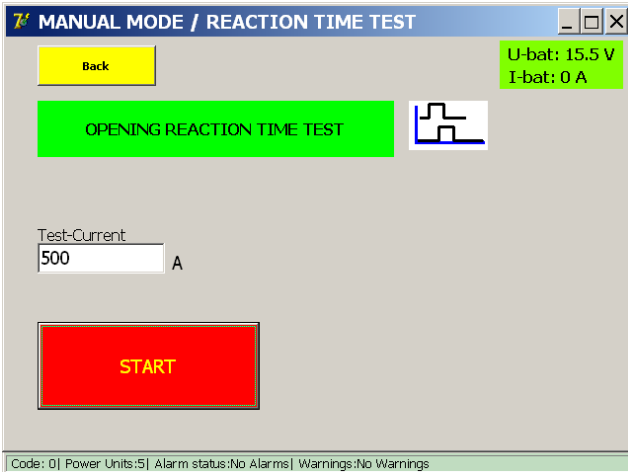 MANUAL MODE / REACTION TIME TEST
Back
U-bat: 15.5 V
I-bat: 0 A
OPENING REACTION TIME TEST
Test-Current
500
A
START
Code: 0| Power Units:5| Alarm status:No Alarms| Warnings:No Warnings